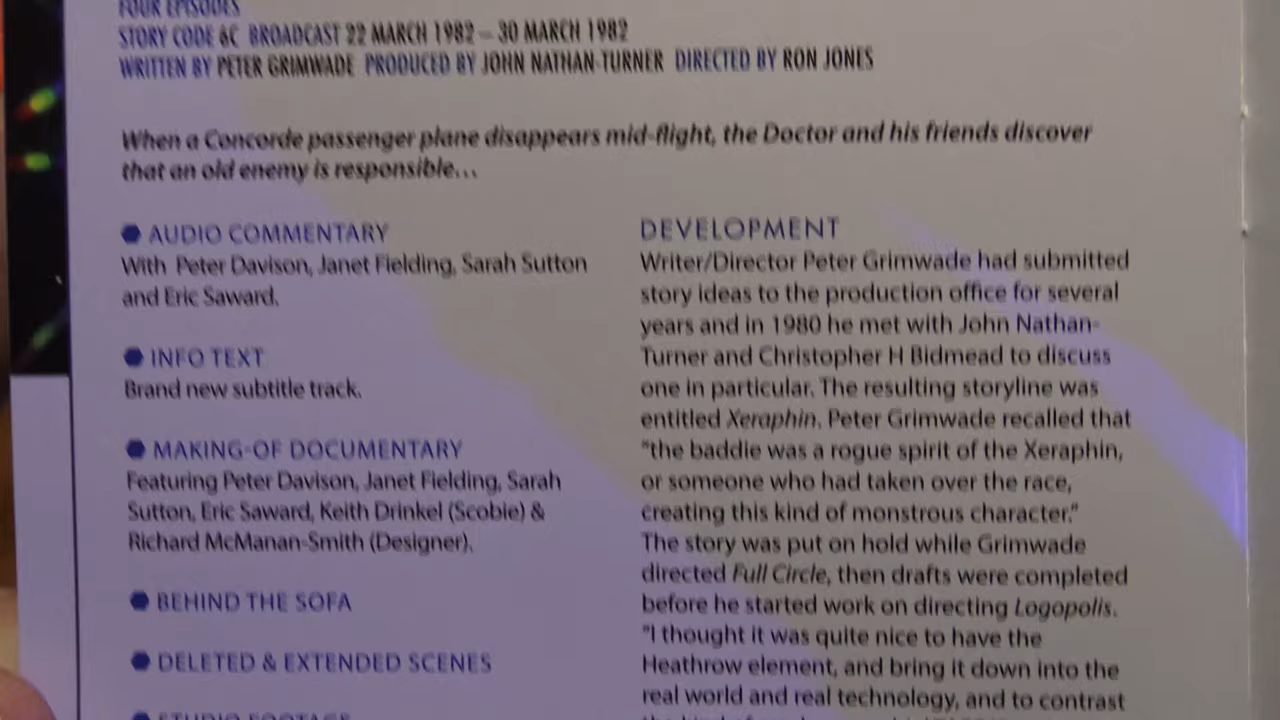 FOUR EPISODES
STORY CODE 6C BROADCAST 22 MARCH 1982 – 30 MARCH 1982
WRITTEN BY PETER GRIMWADE PRODUCED BY JOHN NATHAN-TURNER DIRECTED BY RON JONES
When a Concorde passenger plane disappears mid-flight, the Doctor and his friends discover
that an old enemy is responsible...
AUDIO COMMENTARY
With Peter Davison, Janet Fielding, Sarah Sutton
and Eric Saward.
INFO TEXT
Brand new subtitle track.
MAKING-OF DOCUMENTARY
Featuring Peter Davison, Janet Fielding, Sarah
Sutton, Eric Saward, Keith Drinkel (Scobie) &
Richard McManan-Smith (Designer).
BEHIND THE SOFA
DELETED & EXTENDED SCENES
STUDIO FOOTAGE
DEVELOPMENT
Writer/Director Peter Grimwade had submitted
story ideas to the production office for several
years and in 1980 he met with John Nathan-
Turner and Christopher H Bidmead to discuss
one in particular. The resulting storyline was
entitled Xeraphin. Peter Grimwade recalled that
"the baddie was a rogue spirit of the Xeraphin,
or someone who had taken over the race,
creating this kind of monstrous character."
The story was put on hold while Grimwade
directed Full Circle, then drafts were completed
before he started work on directing Logopolis.
"I thought it was quite nice to have the
Heathrow element, and bring it down into the
real world and real technology, and to contrast